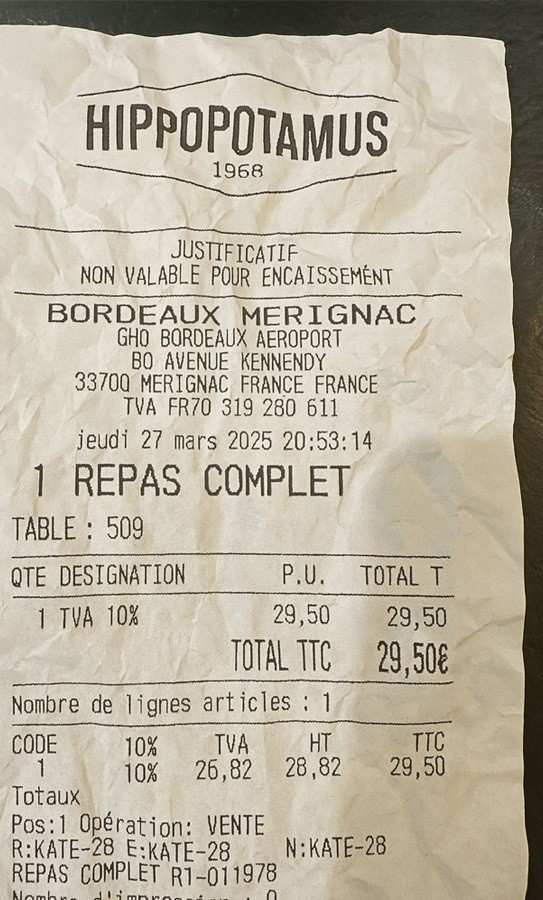 HIPPOPOTAMUS
1968
JUSTIFICATIF
NON VALABLE POUR ENCAISSEMÉNT
BORDEAUX MERIGNAC
GHO BORDEAUX AEROPORT
BO AVENUE KENNENDY
33700 MERIGNAC FRANCE FRANCE
TVA FR70 319 280 611
jeudi 27 mars 2025 20:53:14
1 REPAS COMPLET
TABLE : 509
QTE DESIGNATION P.U. TOTAL T
1 TVA 10% 29,50 29,50
TOTAL TTC 29,50€
Nombre de lignes articles : 1
CODE 10% TVA HT TTC
1 10% 26,82 28,82 29,50
Totaux
Pos:1 Opération: VENTE
R:KATE-28 E:KATE-28 N:KATE-28
REPAS COMPLET R1-011978
Nombre d'impression : 0